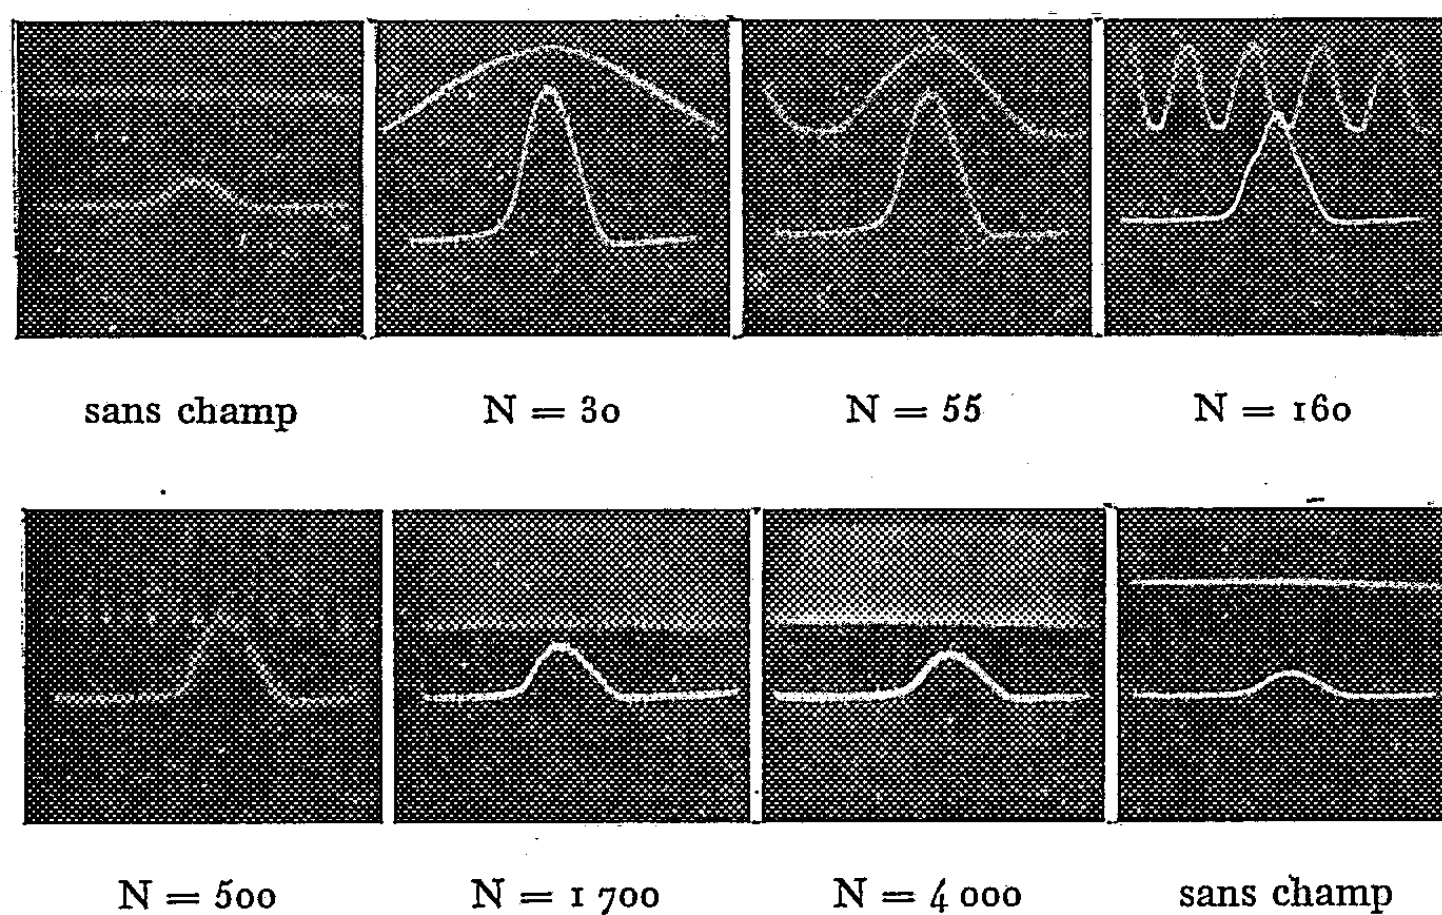 sans champ
N = 30
N = 55
N = 160
N = 500
N = 1 700
N = 4 000
sans champ